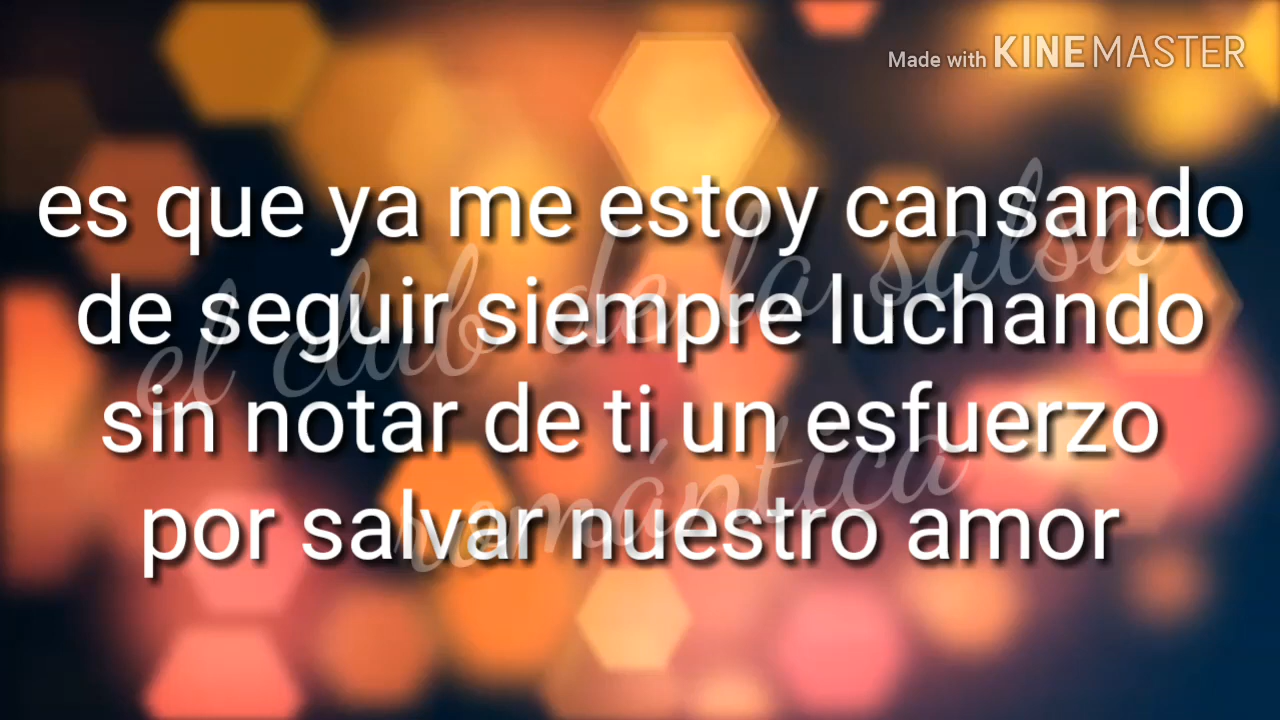 Made with KINEMASTER
es que ya me estoy cansando
de seguir siempre luchando
sin notar de ti un esfuerzo
por salvar nuestro amor
el club de la salsa
romántica